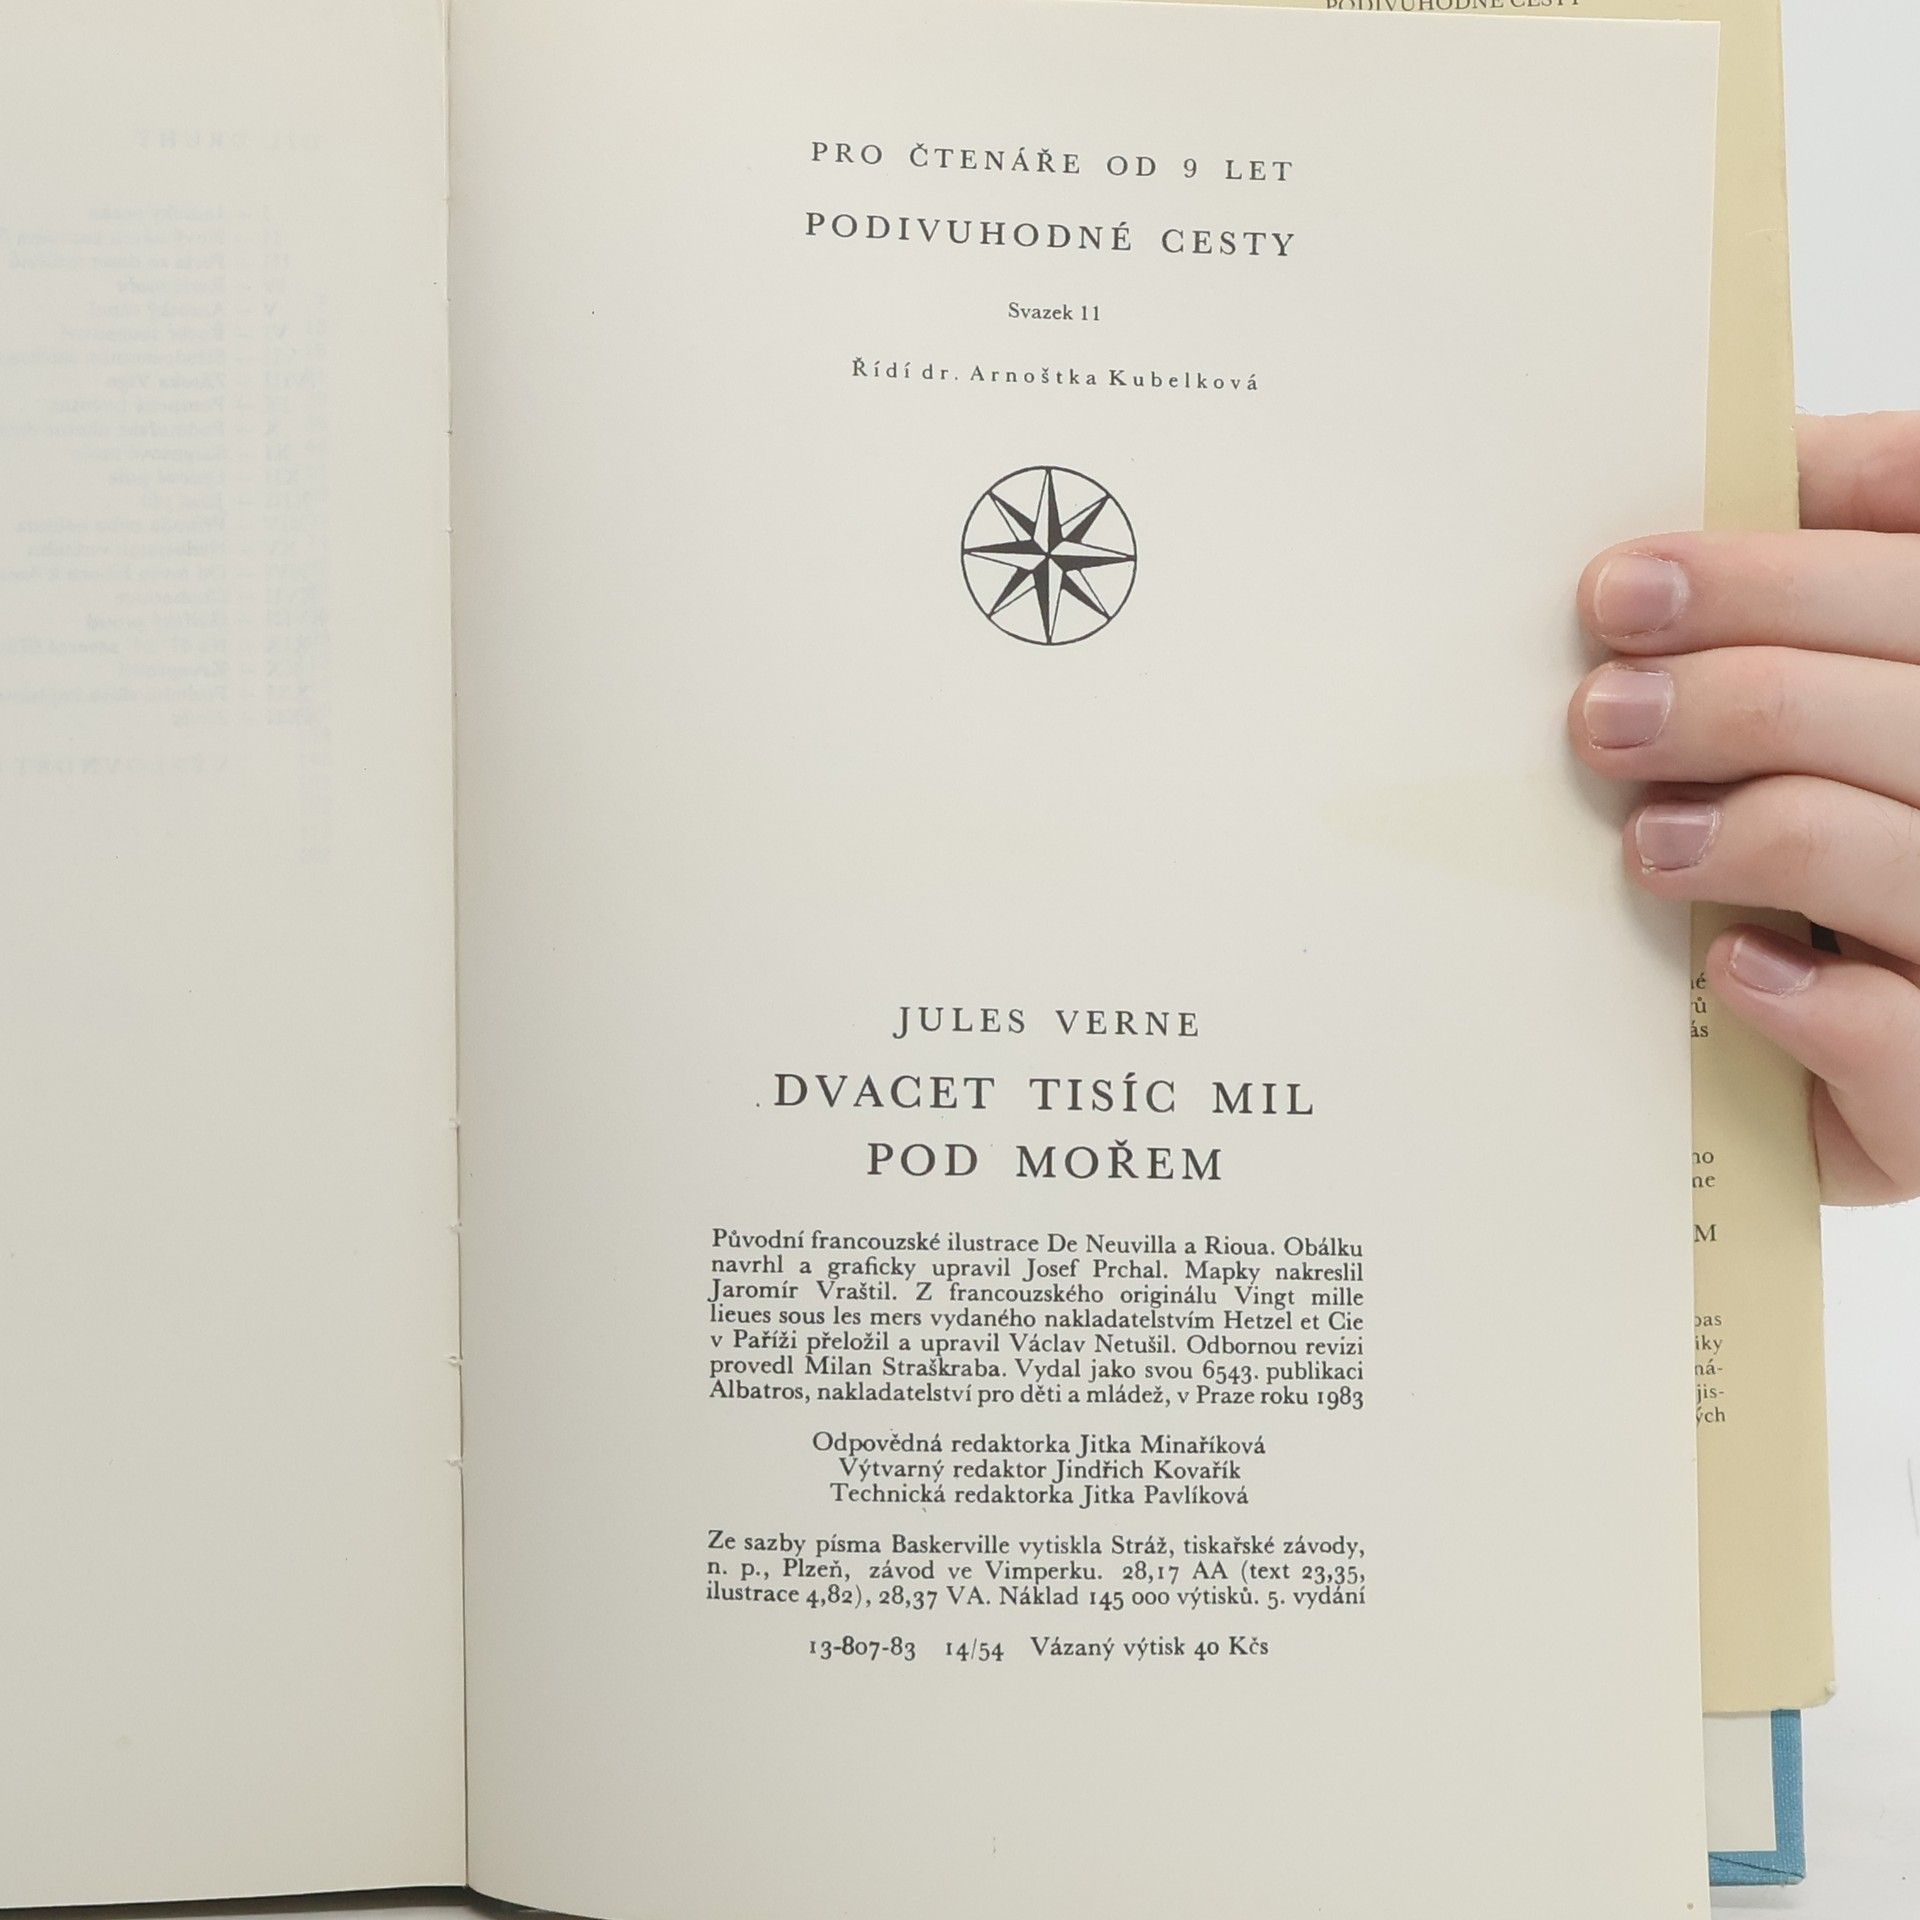 PODIVUHODNÉ CESTY
PRO ČTENÁŘE OD 9 LET
PODIVUHODNÉ CESTY
Svazek 11
Řídí dr. Arnoštka Kubelková
JULES VERNE
DVACET TISÍC MIL
POD MOŘEM
Původní francouzské ilustrace De Neuvilla a Rioua. Obálku
navrhl a graficky upravil Josef Prchal. Mapky nakreslil
Jaromír Vraštil. Z francouzského originálu Vingt mille
lieues sous les mers vydaného nakladatelstvím Hetzel et Cie
v Paříži přeložil a upravil Václav Netušil. Odbornou revizi
provedl Milan Straškraba. Vydal jako svou 6543. publikaci
Albatros, nakladatelství pro děti a mládež, v Praze roku 1983
Odpovědná redaktorka Jitka Minaříková
Výtvarný redaktor Jindřich Kovařík
Technická redaktorka Jitka Pavlíková
Ze sazby písma Baskerville vytiskla Stráž, tiskařské závody,
n. p., Plzeň, závod ve Vimperku. 28,17 AA (text 23,35,
ilustrace 4,82), 28,37 VA. Náklad 145 000 výtisků. 5. vydání
13-807-83 14/54 Vázaný výtisk 40 Kčs